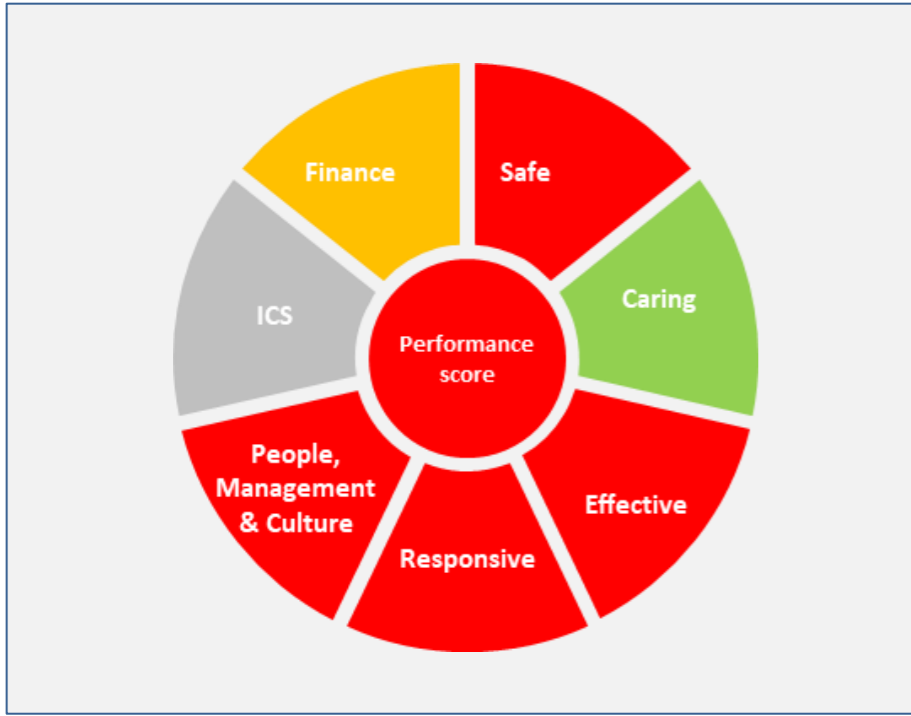 Finance
Safe
Caring
ICS
Performance
score
People,
Management
& Culture
Effective
Responsive